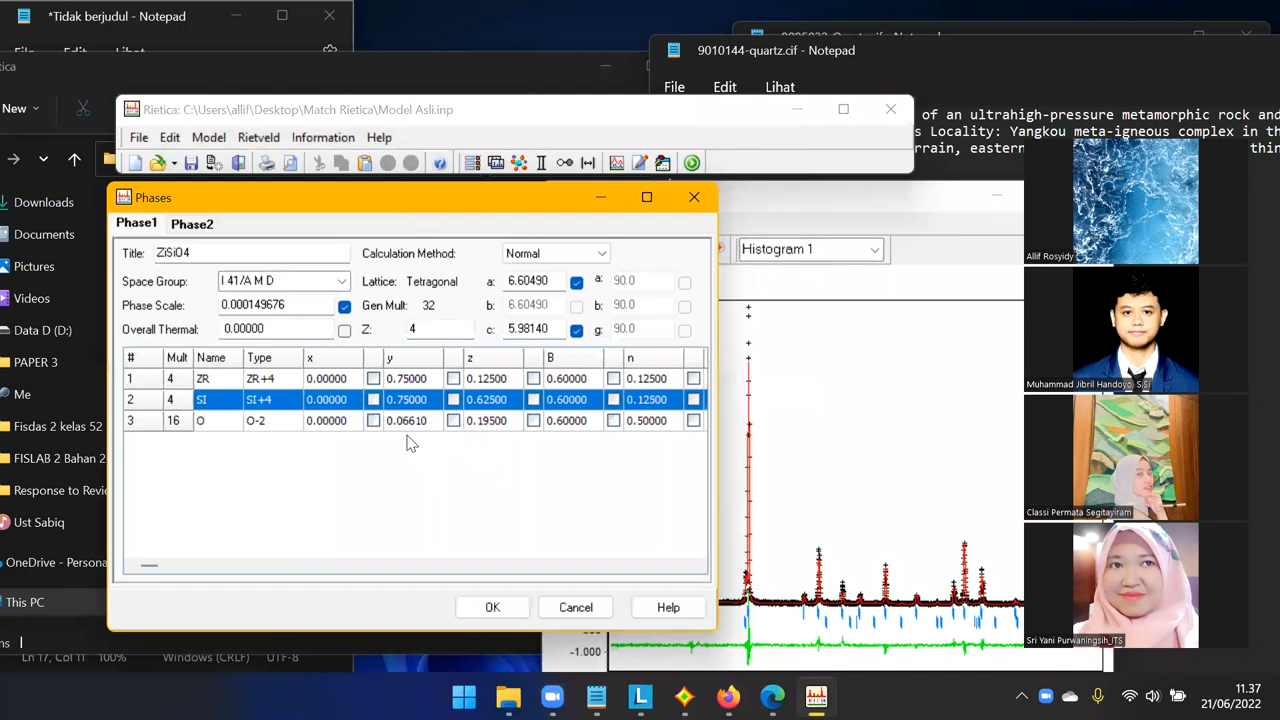 *Tidak berjudul - Notepad
File Edit Lihat
tica
New
9010144-quartz.cif - Notepad
File Edit Lihat
of an ultrahigh-pressure metamorphic rock and
s Locality: Yangkou meta-igneous complex in th
rrain, eastern
thin
Rietica: C:\Users\allif\Desktop\Match Rietica\Model Asli.inp
File Edit Model Rietveld Information Help
Phases
Phase1 Phase2
Title: ZiSiO4 Calculation Method: Normal
Space Group: I 41/A M D Lattice: Tetragonal a: 6.60490 a: 90.0
Phase Scale: 0.000149676 Gen Mult: 32 b: 6.60490 b: 90.0
Overall Thermal: 0.00000 Z: 4 c: 5.98140 g: 90.0
# Mult Name Type x y z B n
1 4 ZR ZR+4 0.00000 0.75000 0.12500 0.60000 0.12500
2 4 SI SI+4 0.00000 0.75000 0.62500 0.60000 0.12500
3 16 O O-2 0.00000 0.06610 0.19500 0.60000 0.50000
OK Cancel Help
Histogram 1
-1.000
Downloads
Documents
Pictures
Videos
Data D (D:)
PAPER 3
Me
Fisdas 2 kelas 52
FISLAB 2 Bahan 2
Response to Revie
Ust Sabiq
OneDrive - Persona
This PC
ns
Ln 17, Col 11 100% Windows (CRLF) UTF-8
Allif Rosyidy
Muhammad Jibril Handoyo S.Si
Classi Permata Segitayiram
Sri Yani Purwaningsih_ITS
11.37
21/06/2022